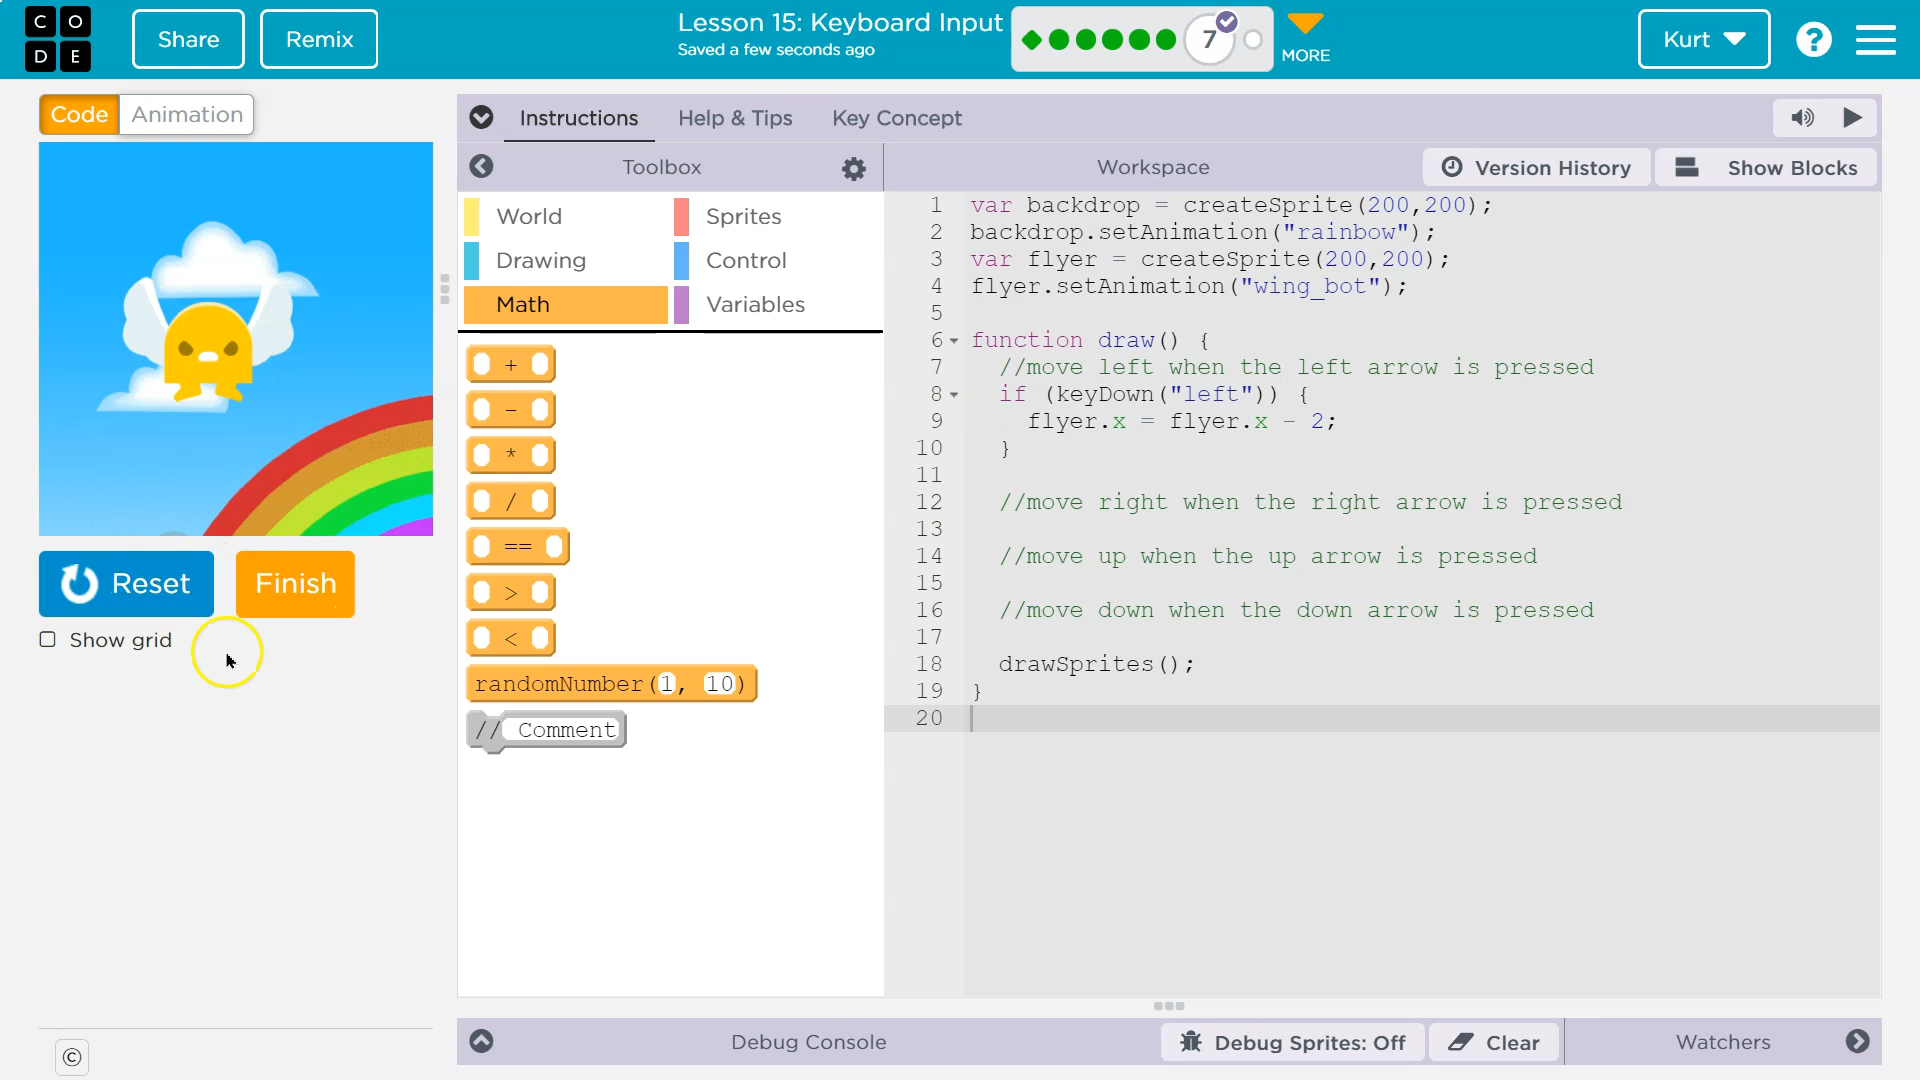 C O
D E
Share
Remix
Lesson 15: Keyboard Input
Saved a few seconds ago
7
MORE
Kurt
?
Code
Animation
Instructions
Help & Tips
Key Concept
Toolbox
Workspace
Version History
Show Blocks
World
Sprites
Drawing
Control
Math
Variables
+
-
*
/
==
>
<
randomNumber(1, 10)
// Comment
1 var backdrop = createSprite(200,200);
2 backdrop.setAnimation("rainbow");
3 var flyer = createSprite(200,200);
4 flyer.setAnimation("wing_bot");
5
6 function draw() {
7 //move left when the left arrow is pressed
8 if (keyDown("left")) {
9 flyer.x = flyer.x - 2;
10 }
11
12 //move right when the right arrow is pressed
13
14 //move up when the up arrow is pressed
15
16 //move down when the down arrow is pressed
17
18 drawSprites();
19 }
20
Reset
Finish
Show grid
©
Debug Console
Debug Sprites: Off
Clear
Watchers